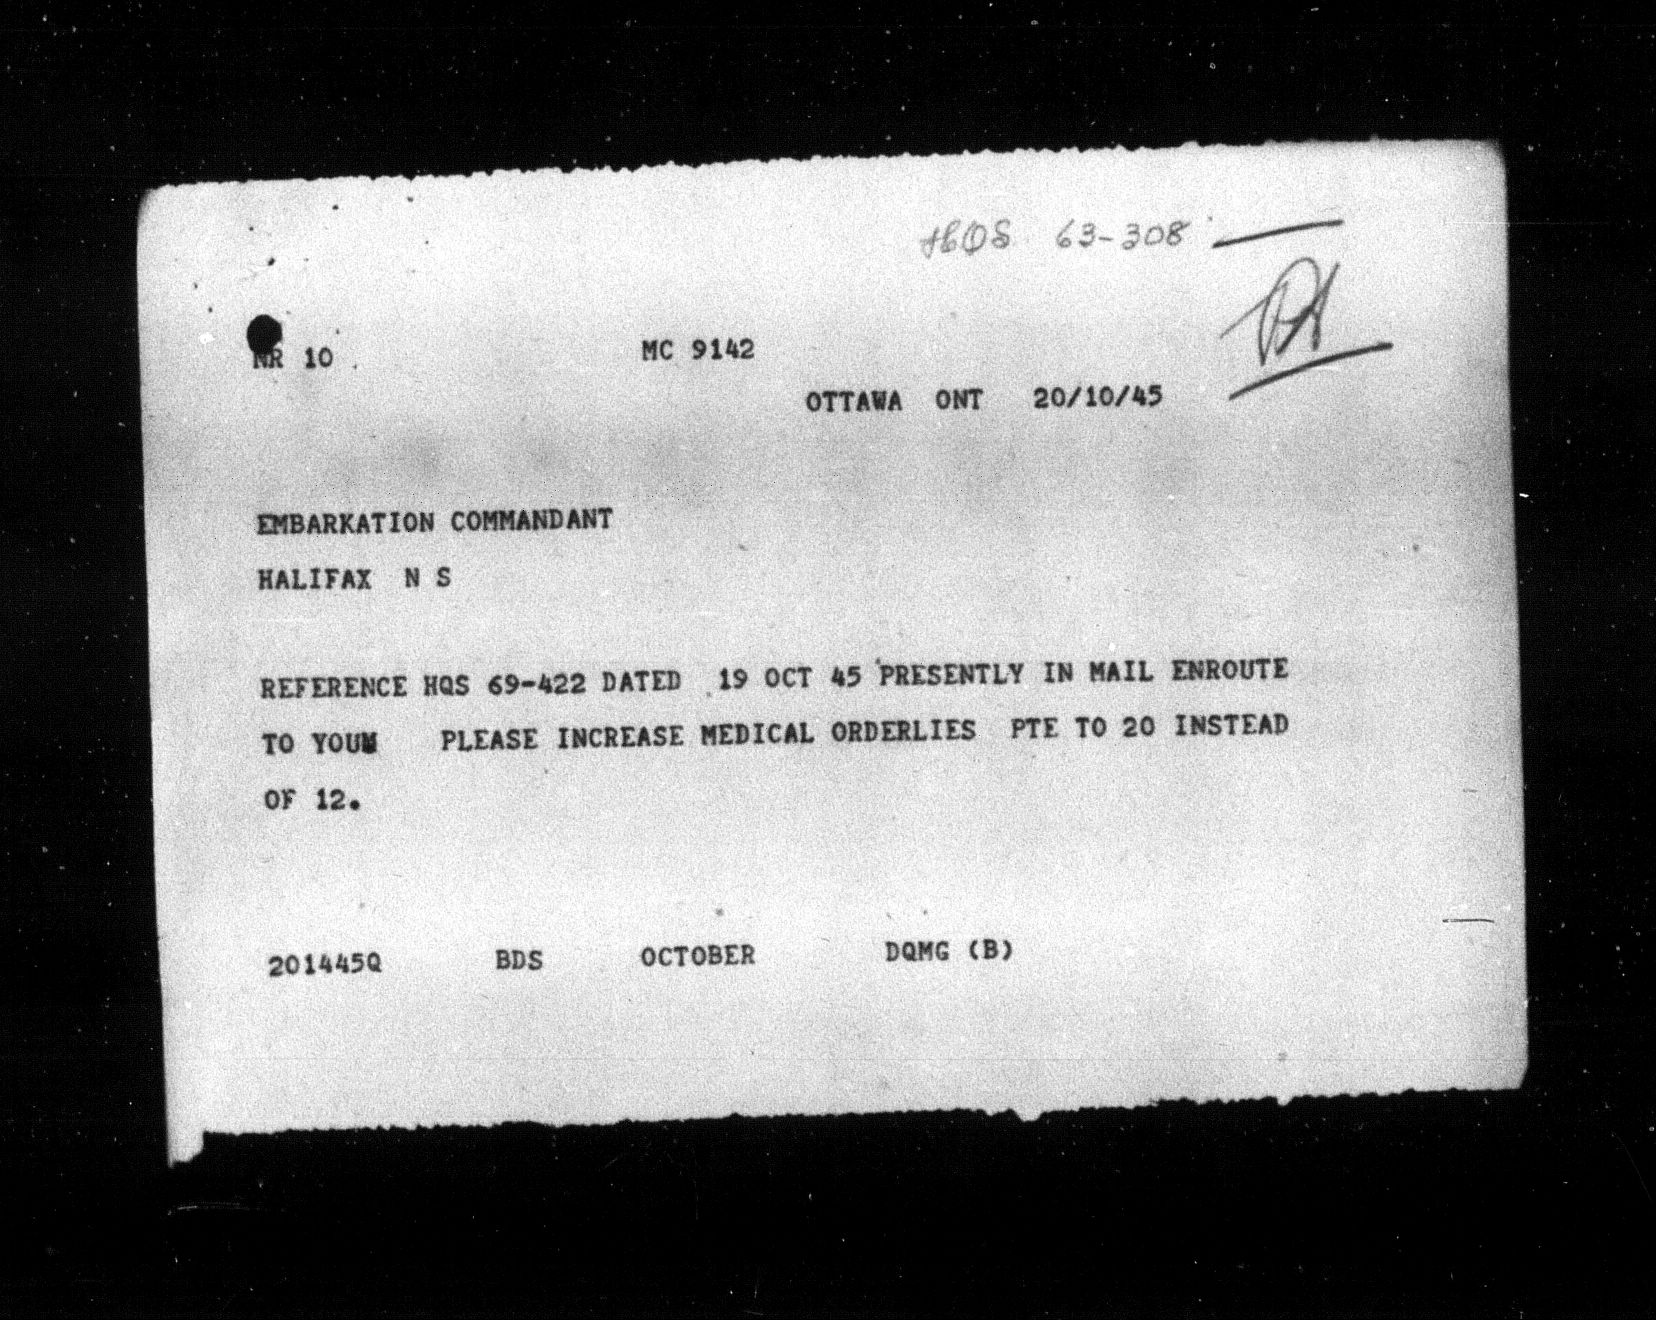 HQS 63-308
NR 10 MC 9142
OTTAWA ONT 20/10/45
EMBARKATION COMMANDANT
HALIFAX N S
REFERENCE HQS 69-422 DATED 19 OCT 45 PRESENTLY IN MAIL ENROUTE
TO YOU PLEASE INCREASE MEDICAL ORDERLIES PTE TO 20 INSTEAD
OF 12.
201445Q BDS OCTOBER DQMG (B)